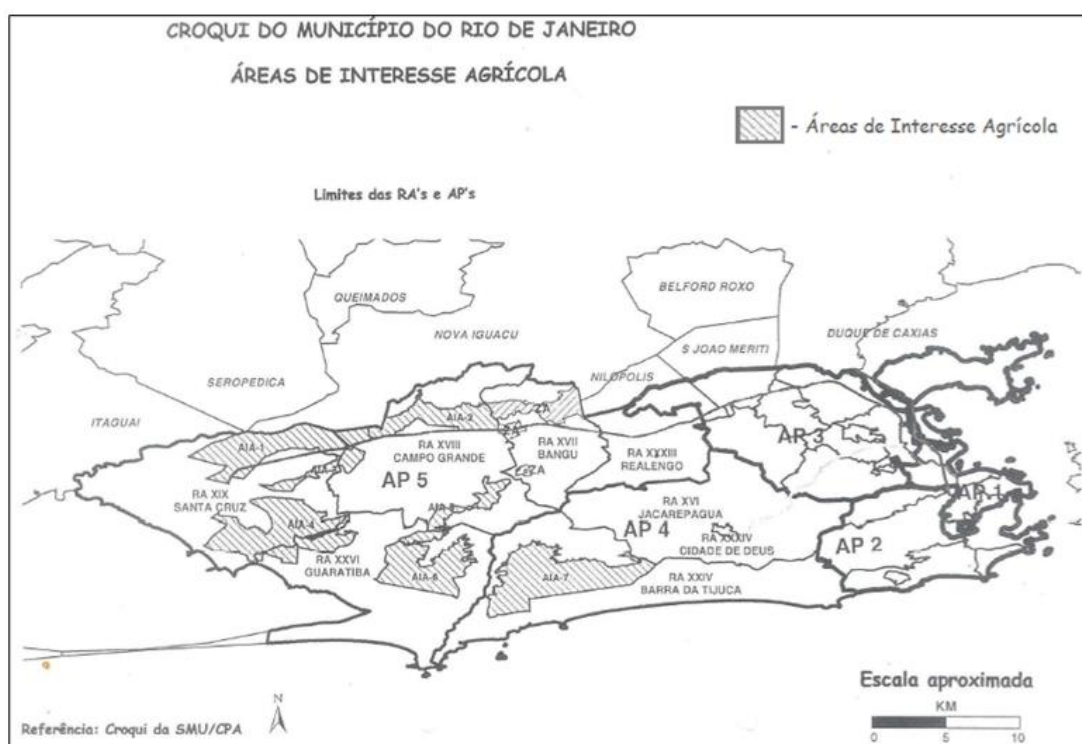 CROQUI DO MUNICÍPIO DO RIO DE JANEIRO
ÁREAS DE INTERESSE AGRÍCOLA
- Áreas de Interesse Agrícola
Limites das RA's e AP's
QUEIMADOS
BELFORD ROXO
NOVA IGUACU
DUQUE DE CAXIAS
S JOAO MERITI
SEROPEDICA
NILÓPOLIS
ITAGUAI
AIA-1
AIA-2
ZA
ZA
RA XVIII
CAMPO GRANDE
RA XVII
BANGU
ZA
RA XXXIII
REALENGO
AP 3
AP 5
RA XIX
SANTA CRUZ
AIA-4
RA XVI
JACAREPAGUA
AP 4
RA XXXIV
CIDADE DE DEUS
AP 1
AP 2
RA XXVI
GUARATIBA
AIA-6
AIA-7
RA XXIV
BARRA DA TIJUCA
Escala aproximada
KM
0 5 10
N
Referência: Croqui da SMU/CPA